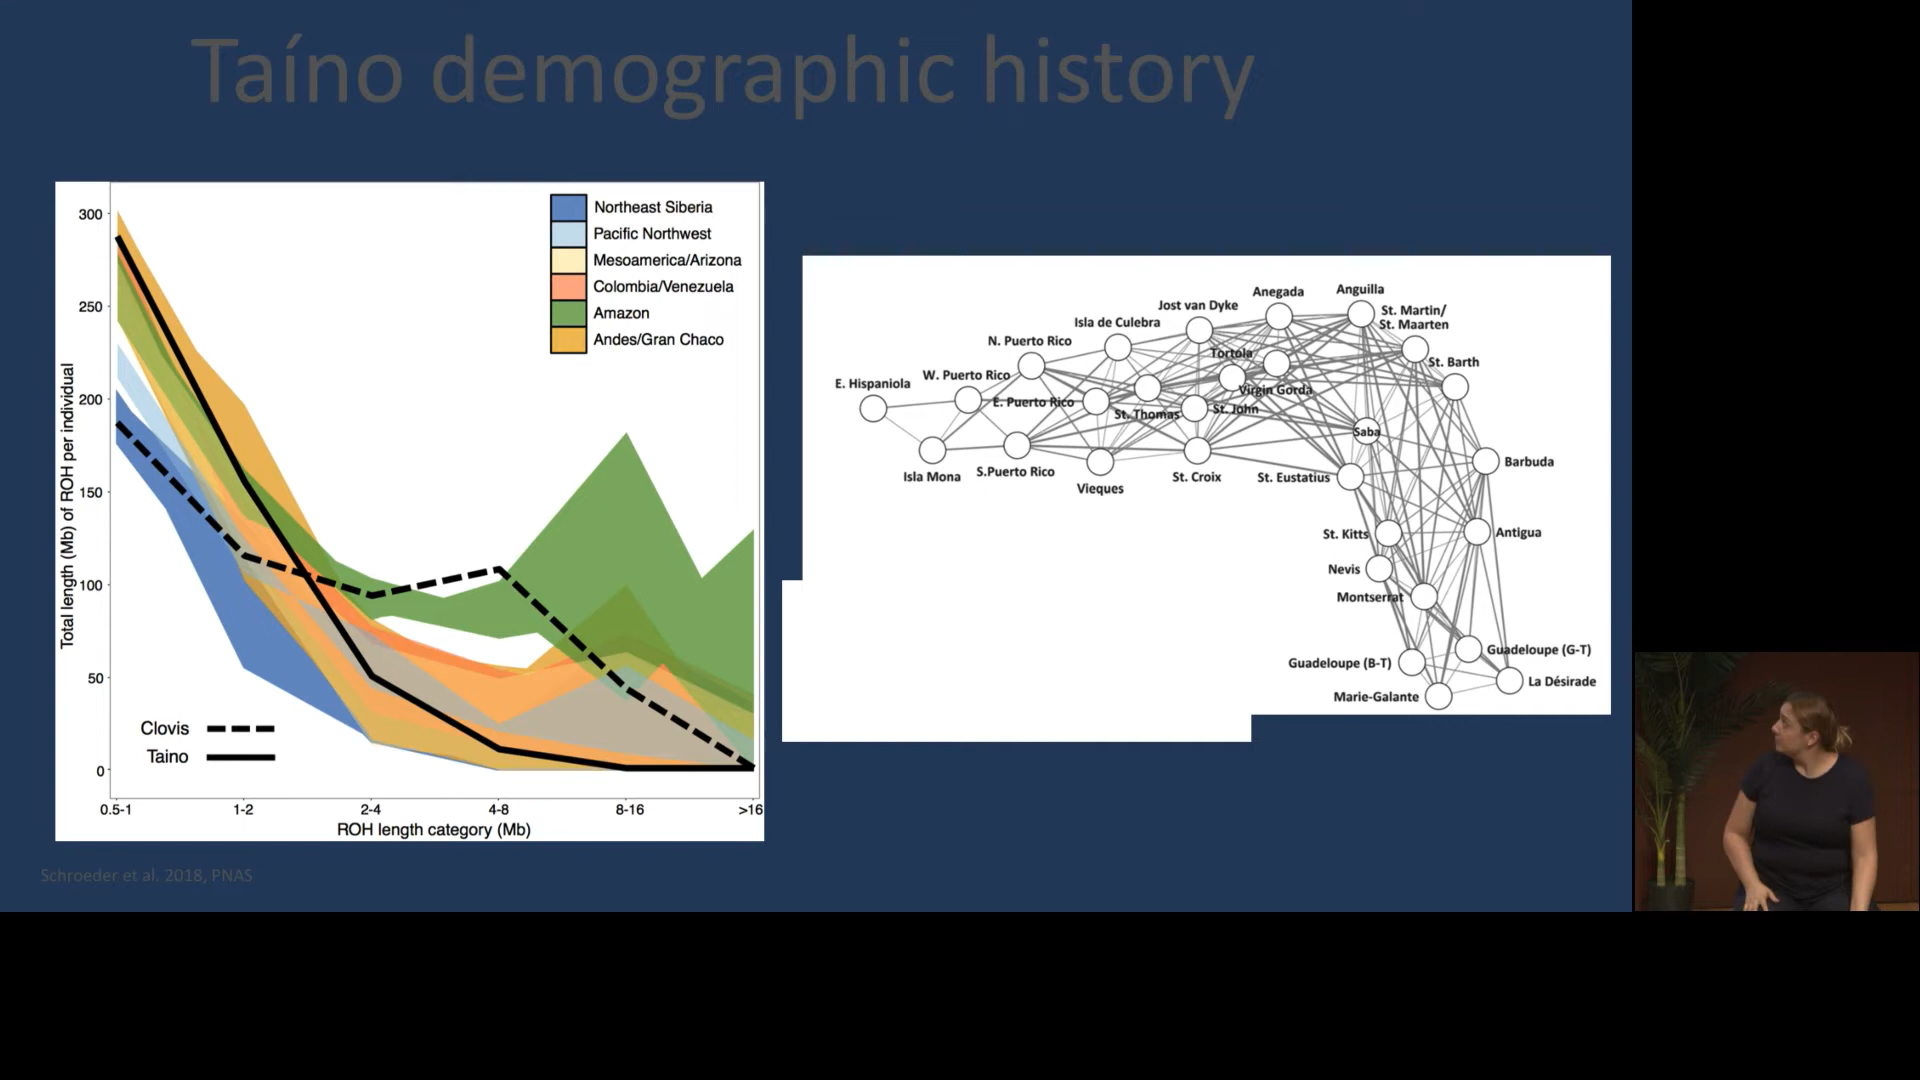 Taíno demographic history
Total length (Mb) of ROH per individual
300
250
200
150
100
50
0
Northeast Siberia
Pacific Northwest
Mesoamerica/Arizona
Colombia/Venezuela
Amazon
Andes/Gran Chaco
Clovis
Taino
0.5-1
1-2
2-4
4-8
8-16
>16
ROH length category (Mb)
Anguilla
Anegada
Jost van Dyke
St. Martin/
St. Maarten
Isla de Culebra
N. Puerto Rico
Tortola
St. Barth
W. Puerto Rico
E. Hispaniola
Virgin Gorda
E. Puerto Rico
St. Thomas
St. John
Saba
Barbuda
Isla Mona
S.Puerto Rico
Vieques
St. Croix
St. Eustatius
St. Kitts
Antigua
Nevis
Montserrat
Guadeloupe (G-T)
Guadeloupe (B-T)
La Désirade
Marie-Galante
Schroeder et al. 2018, PNAS